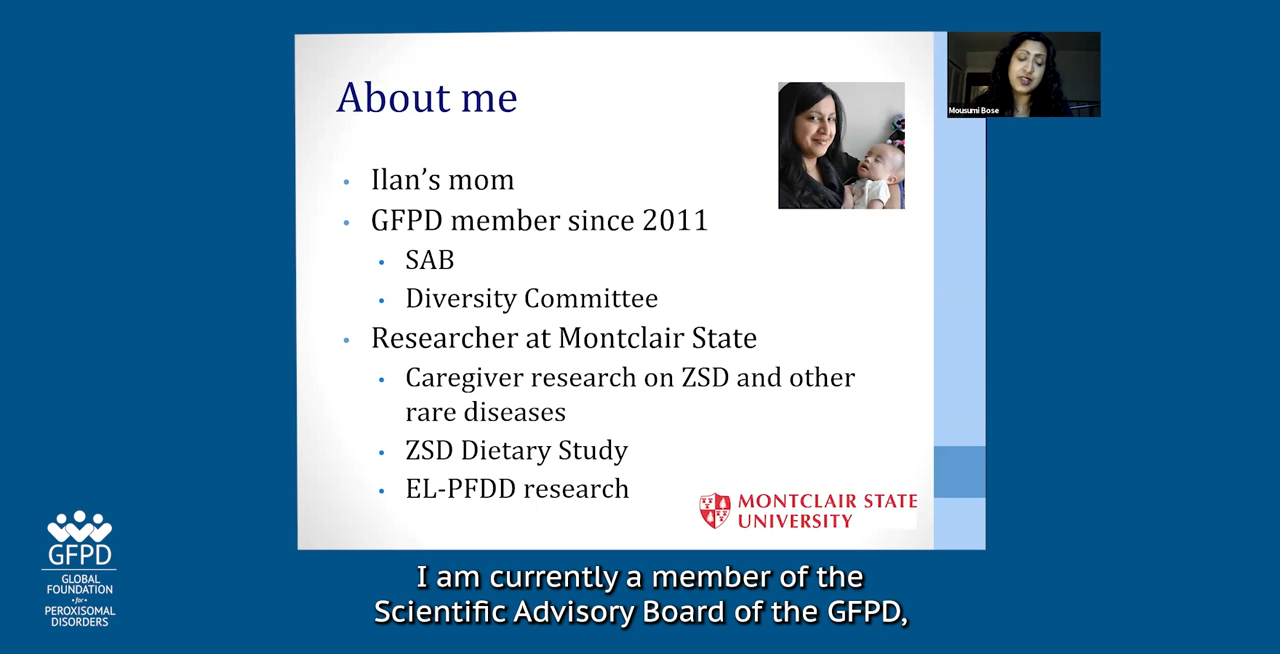 About me
Mousumi Bose
• Ilan’s mom
• GFPD member since 2011
• SAB
• Diversity Committee
• Researcher at Montclair State
• Caregiver research on ZSD and other
rare diseases
• ZSD Dietary Study
• EL-PFDD research
MONTCLAIR STATE
UNIVERSITY
GFPD
GLOBAL
FOUNDATION
•for•
PEROXISOMAL
DISORDERS
I am currently a member of the
Scientific Advisory Board of the GFPD,